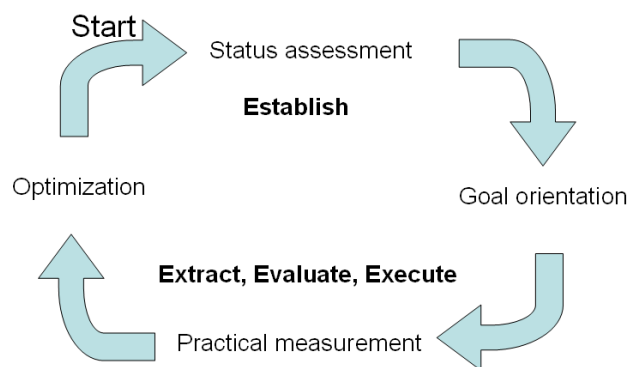 Start
Status assessment
Establish
Optimization
Goal orientation
Extract, Evaluate, Execute
Practical measurement